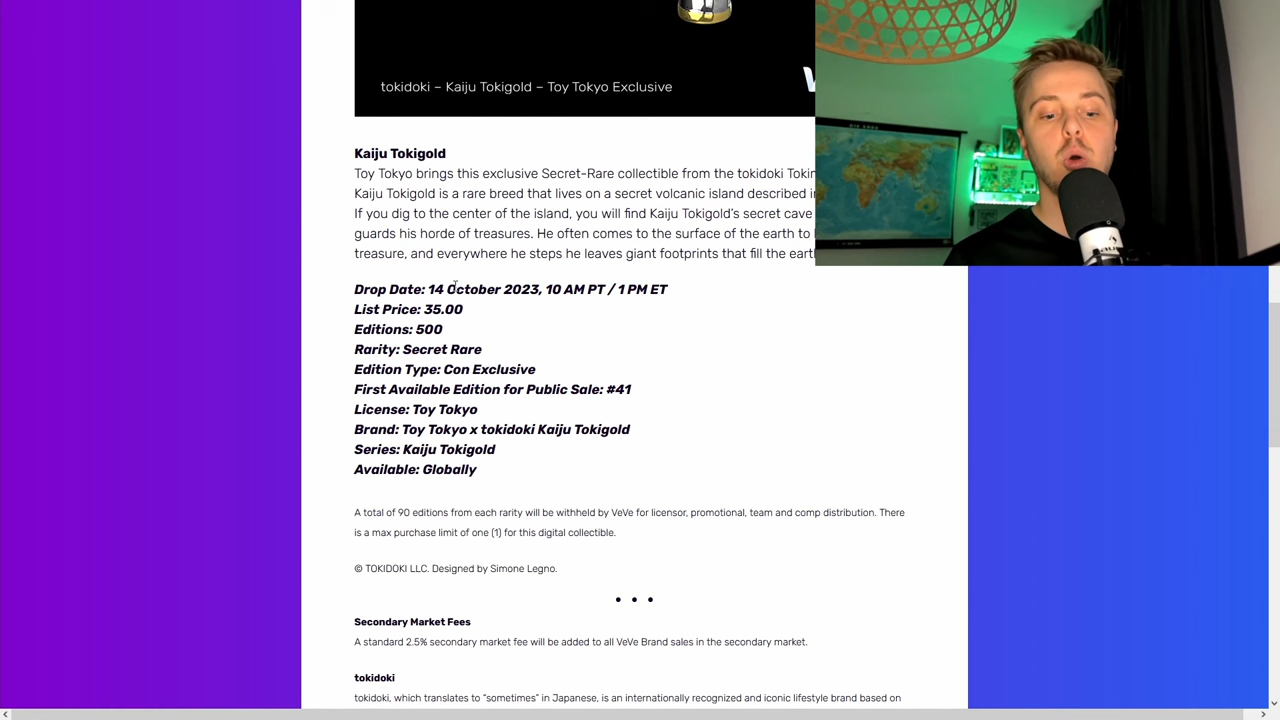 tokidoki – Kaiju Tokigold – Toy Tokyo Exclusive
Kaiju Tokigold
Toy Tokyo brings this exclusive Secret-Rare collectible from the tokidoki
Kaiju Tokigold is a rare breed that lives on a secret volcanic island described
If you dig to the center of the island, you will find Kaiju Tokigold's secret cave
guards his horde of treasures. He often comes to the surface of the earth to
treasure, and everywhere he steps he leaves giant footprints that fill the
Drop Date: 14 October 2023, 10 AM PT / 1 PM ET
List Price: 35.00
Editions: 500
Rarity: Secret Rare
Edition Type: Con Exclusive
First Available Edition for Public Sale: #41
License: Toy Tokyo
Brand: Toy Tokyo x tokidoki Kaiju Tokigold
Series: Kaiju Tokigold
Available: Globally
A total of 90 editions from each rarity will be withheld by VeVe for licensor, promotional, team and comp distribution. There
is a max purchase limit of one (1) for this digital collectible.
© TOKIDOKI LLC. Designed by Simone Legno.
• • •
Secondary Market Fees
A standard 2.5% secondary market fee will be added to all VeVe Brand sales in the secondary market.
tokidoki
tokidoki, which translates to “sometimes” in Japanese, is an internationally recognized and iconic lifestyle brand based on